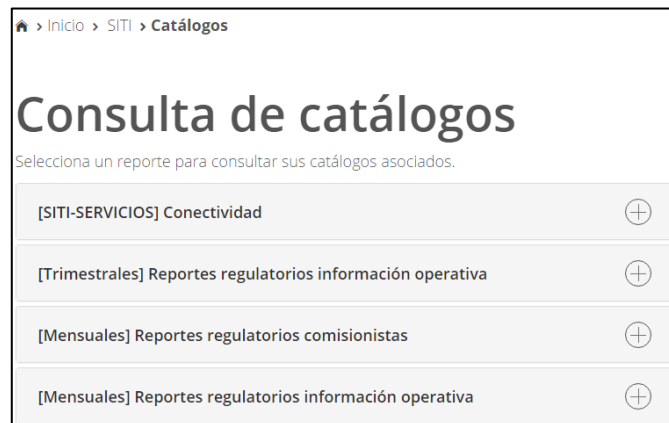 > Inicio > SITI > Catálogos
Consulta de catálogos
Selecciona un reporte para consultar sus catálogos asociados.
[SITI-SERVICIOS] Conectividad
[Trimestrales] Reportes regulatorios información operativa
[Mensuales] Reportes regulatorios comisionistas
[Mensuales] Reportes regulatorios información operativa